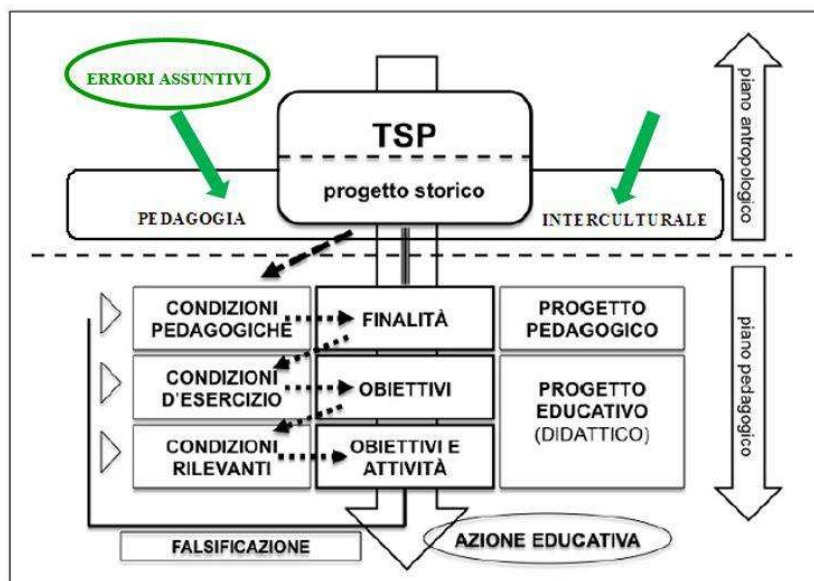 ERRORI ASSUNTIVI
TSP
progetto storico
PEDAGOGIA
INTERCULTURALE
piano antropologico
CONDIZIONI
PEDAGOGICHE
FINALITÀ
PROGETTO
PEDAGOGICO
CONDIZIONI
D'ESERCIZIO
OBIETTIVI
PROGETTO
EDUCATIVO
(DIDATTICO)
CONDIZIONI
RILEVANTI
OBIETTIVI E
ATTIVITÀ
piano pedagogico
FALSIFICAZIONE
AZIONE EDUCATIVA